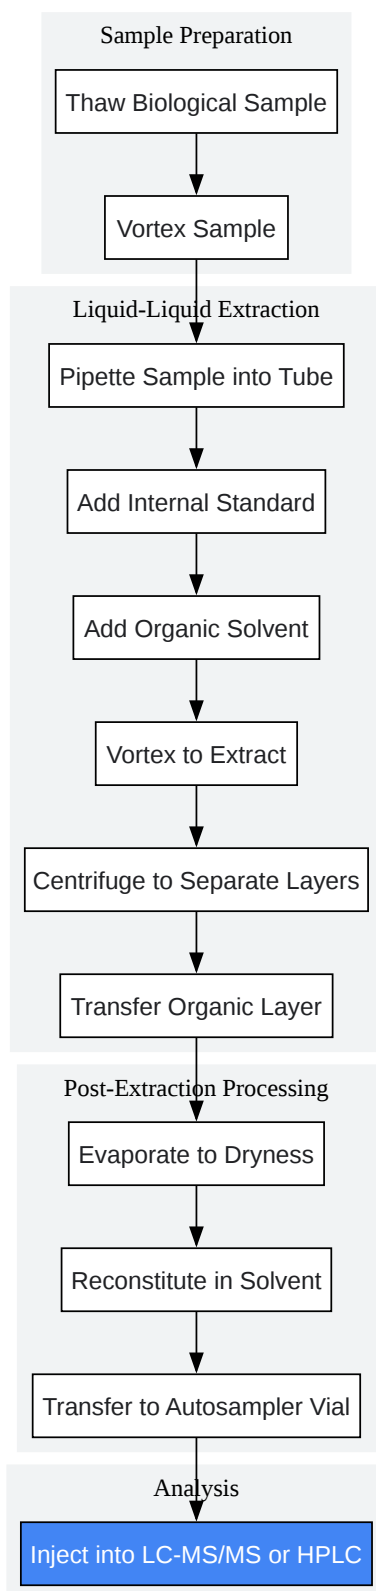 Sample Preparation
Thaw Biological Sample
Vortex Sample
Liquid-Liquid Extraction
Pipette Sample into Tube
Add Internal Standard
Add Organic Solvent
Vortex to Extract
Centrifuge to Separate Layers
Transfer Organic Layer
Post-Extraction Processing
Evaporate to Dryness
Reconstitute in Solvent
Transfer to Autosampler Vial
Analysis
Inject into LC-MS/MS or HPLC